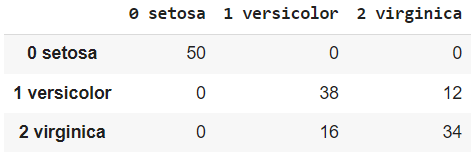 0 setosa 1 versicolor 2 virginica
0 setosa 50 0 0
1 versicolor 0 38 12
2 virginica 0 16 34